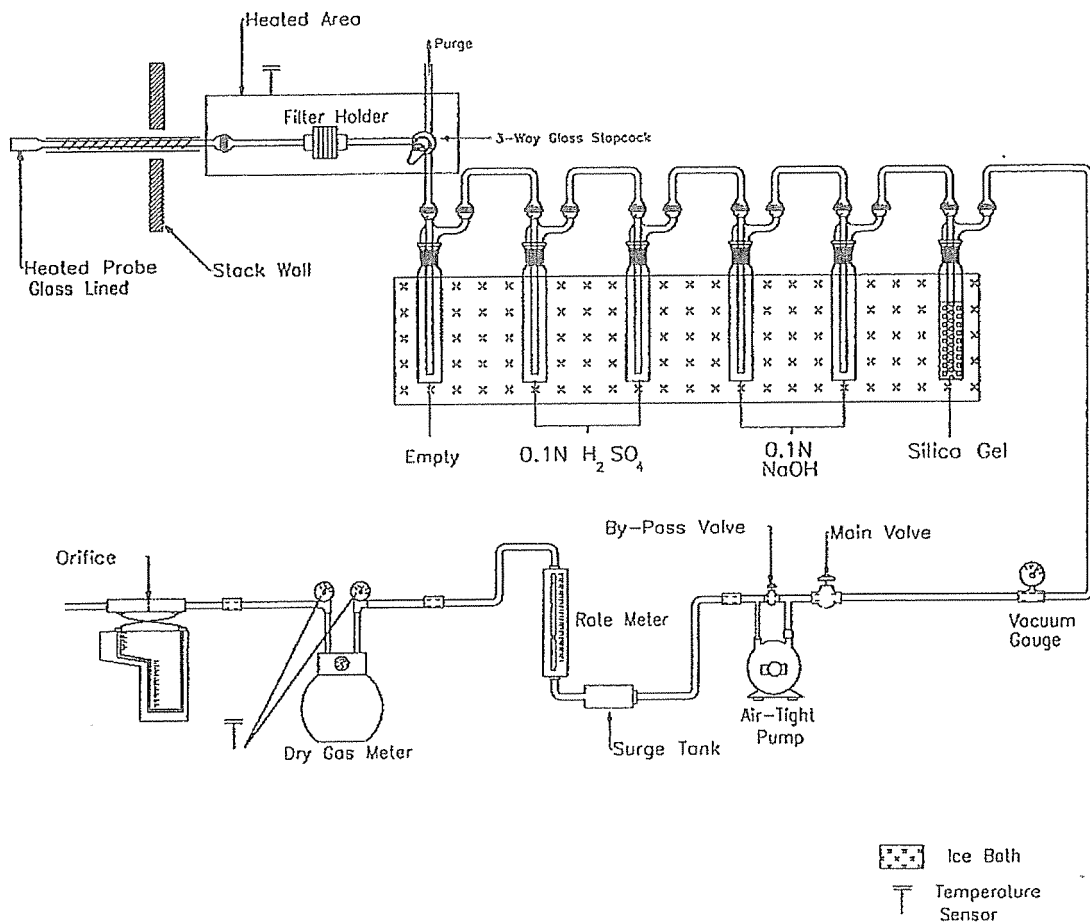 Heated Area
Purge
Filter Holder
3-Way Glass Stopcock
Heated Probe
Glass Lined
Stack Wall
Empty
0.1N H₂SO₄
0.1N
NaOH
Silica Gel
By-Pass Valve
Main Valve
Orifice
Rate Meter
Vacuum
Gauge
Air-Tight
Pump
Surge Tank
Dry Gas Meter
Ice Bath
Temperature
Sensor